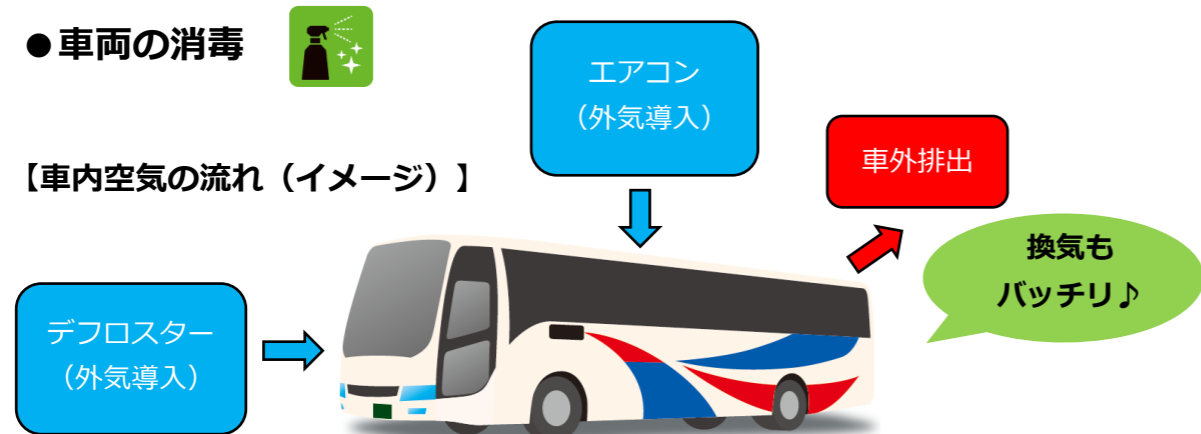 ●車両の消毒
エアコン
（外気導入）
車外排出
【車内空気の流れ（イメージ）】
換気も
バッチリ♪
デフロスター
（外気導入）